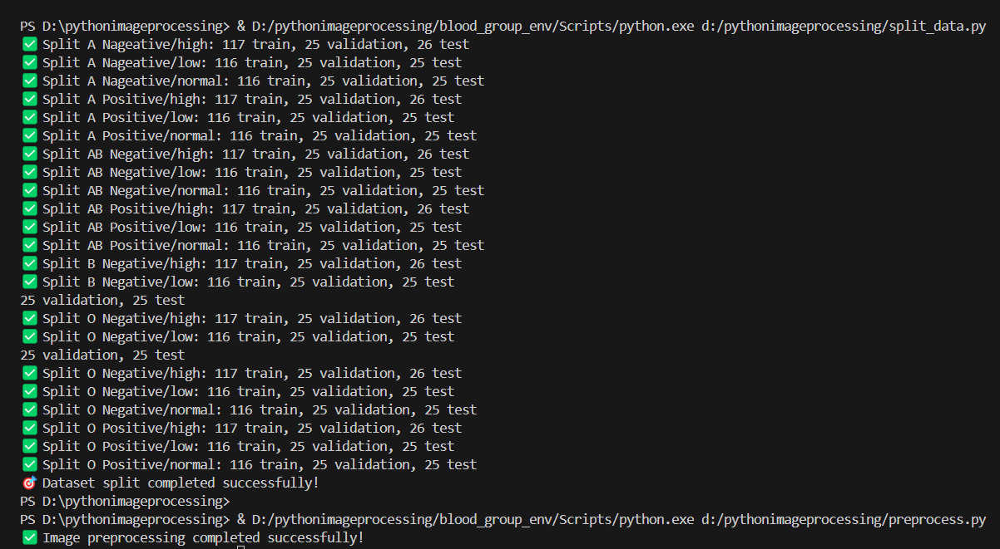 PS D:\pythonimageprocessing> & D:/pythonimageprocessing/blood_group_env/Scripts/python.exe d:/pythonimageprocessing/split_data.py
✅ Split A Nageative/high: 117 train, 25 validation, 26 test
✅ Split A Nageative/low: 116 train, 25 validation, 25 test
✅ Split A Nageative/normal: 116 train, 25 validation, 25 test
✅ Split A Positive/high: 117 train, 25 validation, 26 test
✅ Split A Positive/low: 116 train, 25 validation, 25 test
✅ Split A Positive/normal: 116 train, 25 validation, 25 test
✅ Split AB Negative/high: 117 train, 25 validation, 26 test
✅ Split AB Negative/low: 116 train, 25 validation, 25 test
✅ Split AB Negative/normal: 116 train, 25 validation, 25 test
✅ Split AB Positive/high: 117 train, 25 validation, 26 test
✅ Split AB Positive/low: 116 train, 25 validation, 25 test
✅ Split AB Positive/normal: 116 train, 25 validation, 25 test
✅ Split B Negative/high: 117 train, 25 validation, 26 test
✅ Split B Negative/low: 116 train, 25 validation, 25 test
25 validation, 25 test
✅ Split O Negative/high: 117 train, 25 validation, 26 test
✅ Split O Negative/low: 116 train, 25 validation, 25 test
25 validation, 25 test
✅ Split O Negative/high: 117 train, 25 validation, 26 test
✅ Split O Negative/low: 116 train, 25 validation, 25 test
✅ Split O Negative/normal: 116 train, 25 validation, 25 test
✅ Split O Positive/high: 117 train, 25 validation, 26 test
✅ Split O Positive/low: 116 train, 25 validation, 25 test
✅ Split O Positive/normal: 116 train, 25 validation, 25 test
🎯 Dataset split completed successfully!
PS D:\pythonimageprocessing>
PS D:\pythonimageprocessing> & D:/pythonimageprocessing/blood_group_env/Scripts/python.exe d:/pythonimageprocessing/preprocess.py
✅ Image preprocessing completed successfully!